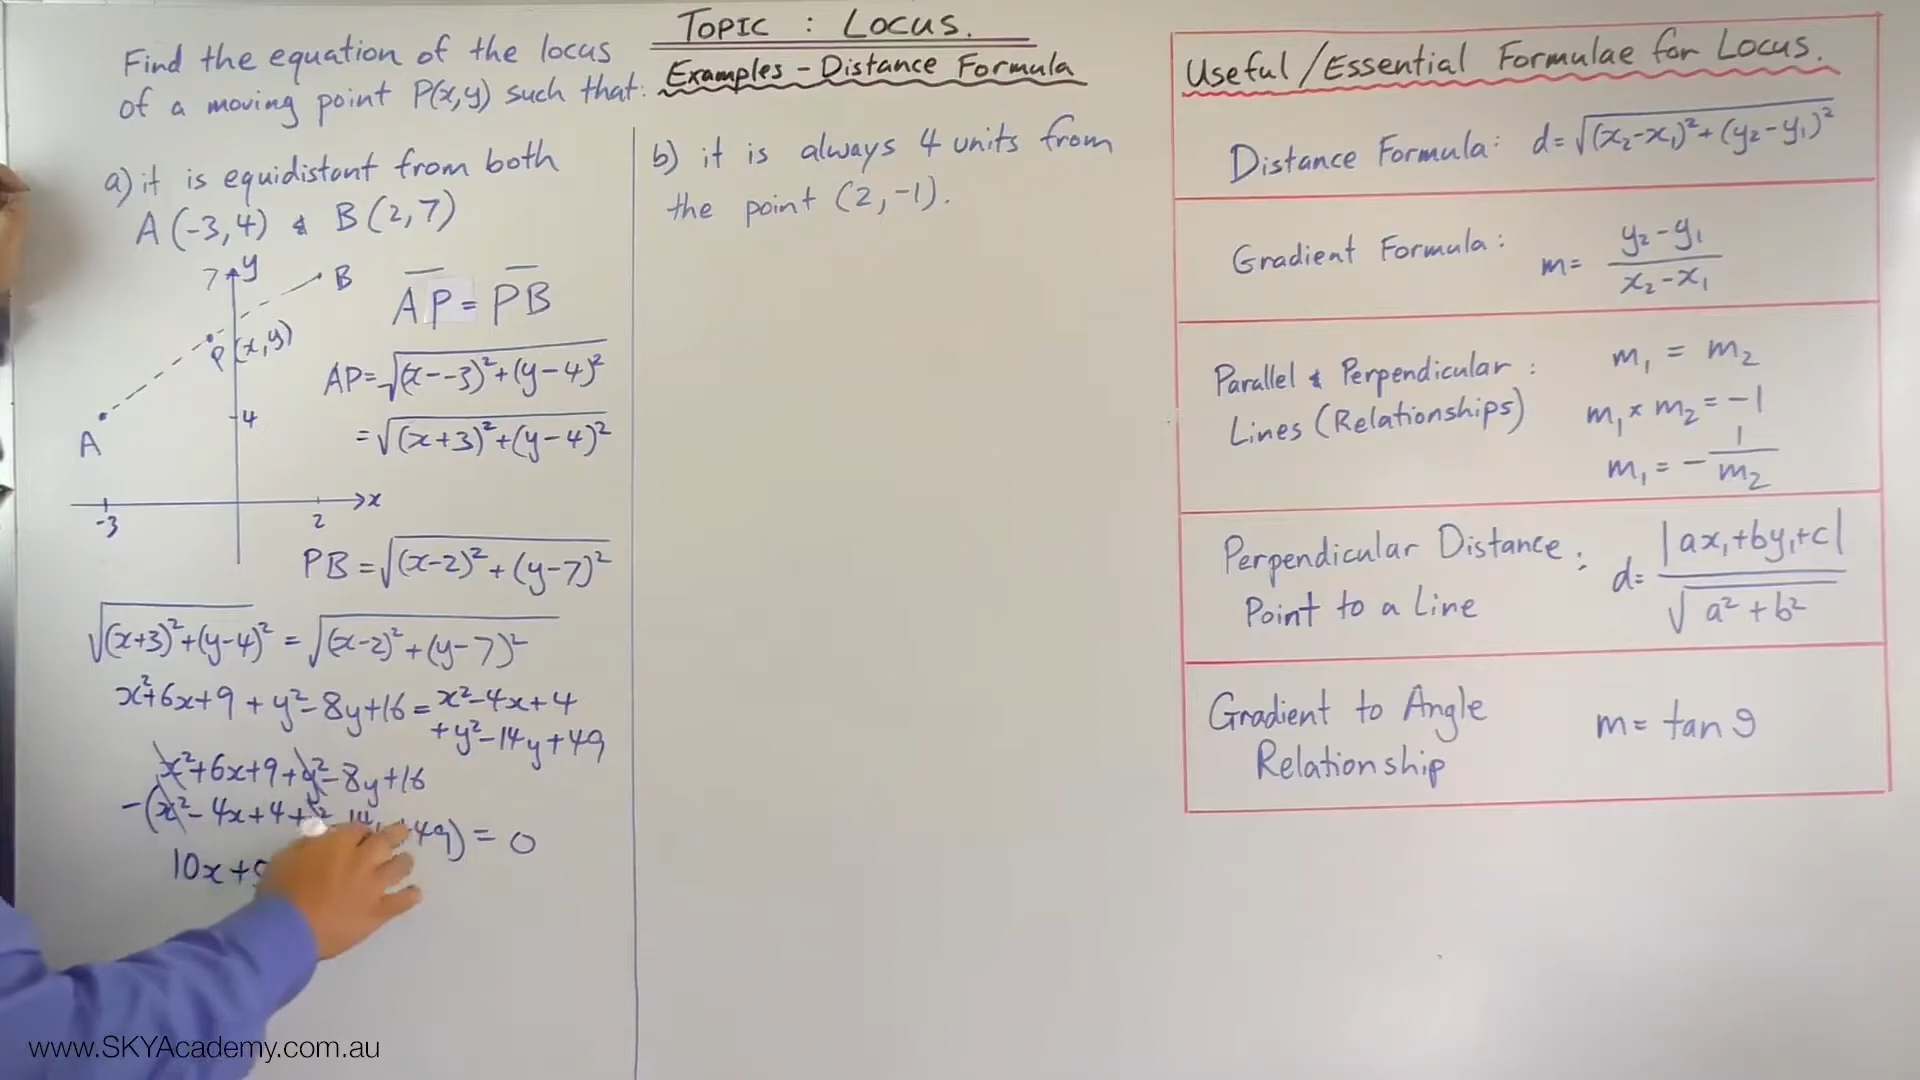 TOPIC : LOCUS.
Examples - Distance Formula
Find the equation of the locus
of a moving point P(x,y) such that:
a) it is equidistant from both
A(-3,4) & B(2,7)
7 y B
P(x,y)
4
A
-3 2 x
AP = PB
AP=√(x--3)²+(y-4)²
=√(x+3)²+(y-4)²
PB=√(x-2)²+(y-7)²
√(x+3)²+(y-4)² = √(x-2)²+(y-7)²
x²+6x+9+y²-8y+16=x²-4x+4
+y²-14y+49
x²+6x+9+y²-8y+16
-(x²-4x+4+ 49) = 0
10x+
b) it is always 4 units from
the point (2,-1).
Useful/Essential Formulae for Locus.
Distance Formula: d=√(x₂-x₁)²+(y₂-y₁)²
Gradient Formula: m= y₂-y₁ / x₂-x₁
Parallel & Perpendicular : m₁ = m₂
Lines (Relationships) m₁ × m₂ = -1
m₁ = - 1/m₂
Perpendicular Distance : d= |ax₁+by₁+c| / √a²+b²
Point to a Line
Gradient to Angle m= tan θ
Relationship
www.SKYAcademy.com.au